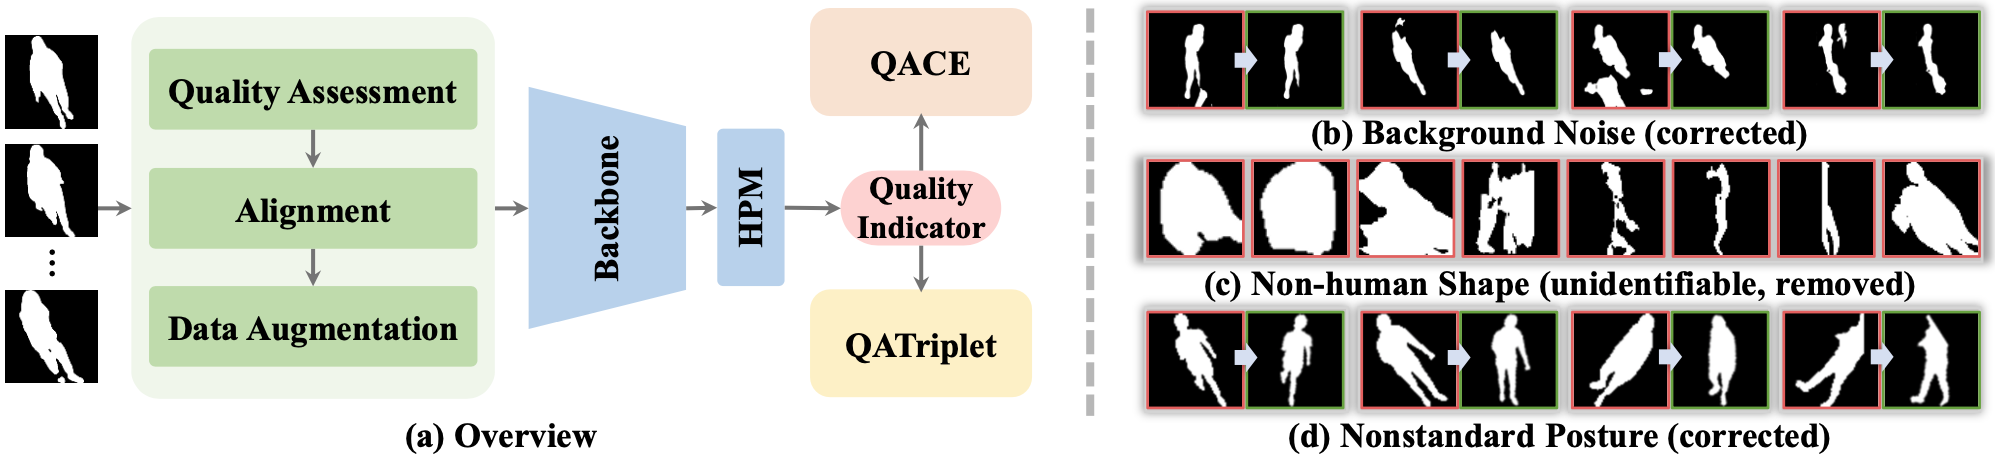 Quality Assessment
Alignment
Data Augmentation
Backbone
HPM
QACE
Quality
Indicator
QATriplet
(a) Overview
(b) Background Noise (corrected)
(c) Non-human Shape (unidentifiable, removed)
(d) Nonstandard Posture (corrected)